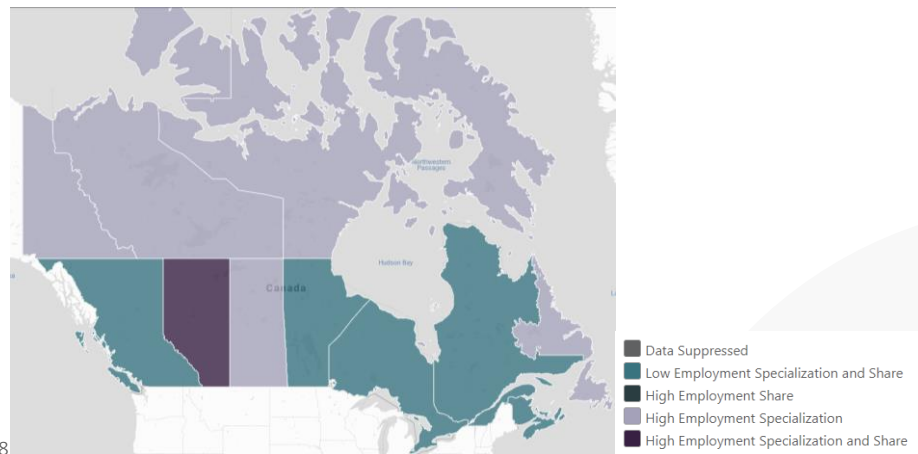 Northwestern
Passages
Hudson Bay
Canada
Data Suppressed
Low Employment Specialization and Share
High Employment Share
High Employment Specialization
High Employment Specialization and Share
8